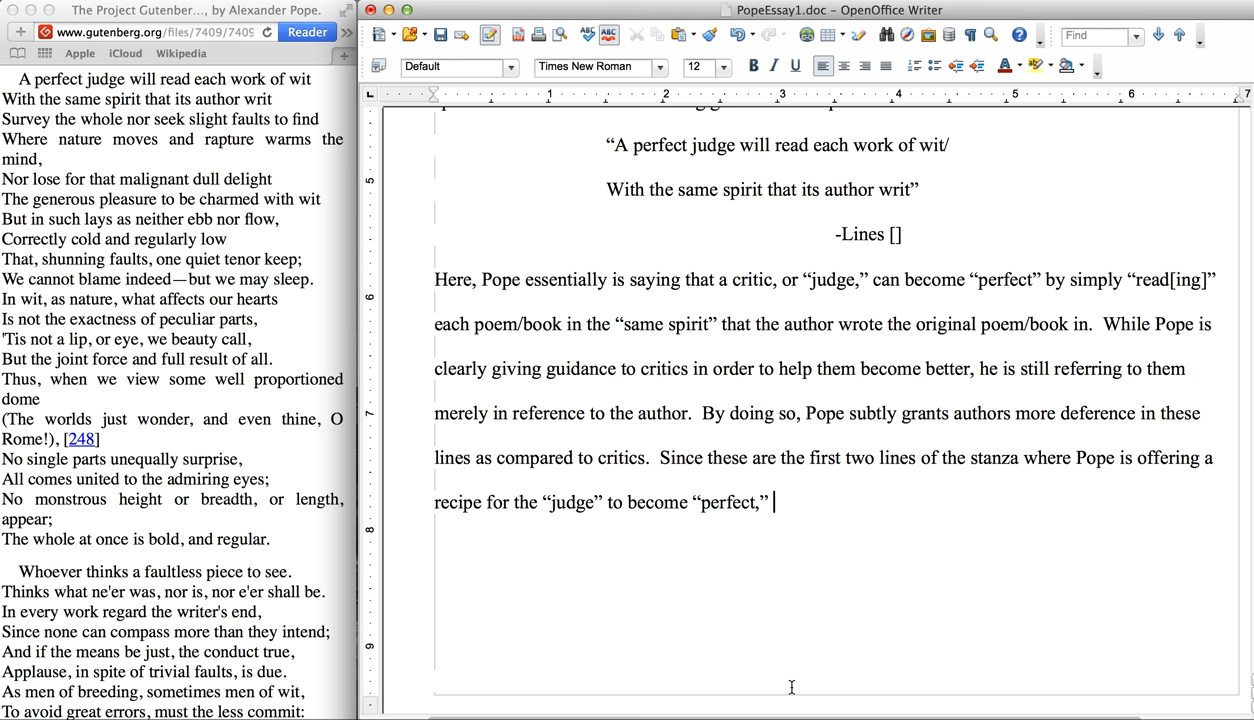 The Project Gutenber..., by Alexander Pope.
www.gutenberg.org/files/7409/7409
Reader
Apple iCloud Wikipedia
A perfect judge will read each work of wit
With the same spirit that its author writ
Survey the whole nor seek slight faults to find
Where nature moves and rapture warms the
mind,
Nor lose for that malignant dull delight
The generous pleasure to be charmed with wit
But in such lays as neither ebb nor flow,
Correctly cold and regularly low
That, shunning faults, one quiet tenor keep;
We cannot blame indeed—but we may sleep.
In wit, as nature, what affects our hearts
Is not the exactness of peculiar parts,
'Tis not a lip, or eye, we beauty call,
But the joint force and full result of all.
Thus, when we view some well proportioned
dome
(The worlds just wonder, and even thine, O
Rome!), [248]
No single parts unequally surprise,
All comes united to the admiring eyes;
No monstrous height or breadth, or length,
appear;
The whole at once is bold, and regular.
Whoever thinks a faultless piece to see.
Thinks what ne'er was, nor is, nor e'er shall be.
In every work regard the writer's end,
Since none can compass more than they intend;
And if the means be just, the conduct true,
Applause, in spite of trivial faults, is due.
As men of breeding, sometimes men of wit,
To avoid great errors, must the less commit:
PopeEssay1.doc - OpenOffice Writer
Find
Default Times New Roman 12 B I U
1 2 3 4 5 6 7
5
6
7
8
9
“A perfect judge will read each work of wit/
With the same spirit that its author writ”
-Lines []
Here, Pope essentially is saying that a critic, or “judge,” can become “perfect” by simply “read[ing]”
each poem/book in the “same spirit” that the author wrote the original poem/book in.  While Pope is
clearly giving guidance to critics in order to help them become better, he is still referring to them
merely in reference to the author.  By doing so, Pope subtly grants authors more deference in these
lines as compared to critics.  Since these are the first two lines of the stanza where Pope is offering a
recipe for the “judge” to become “perfect,”